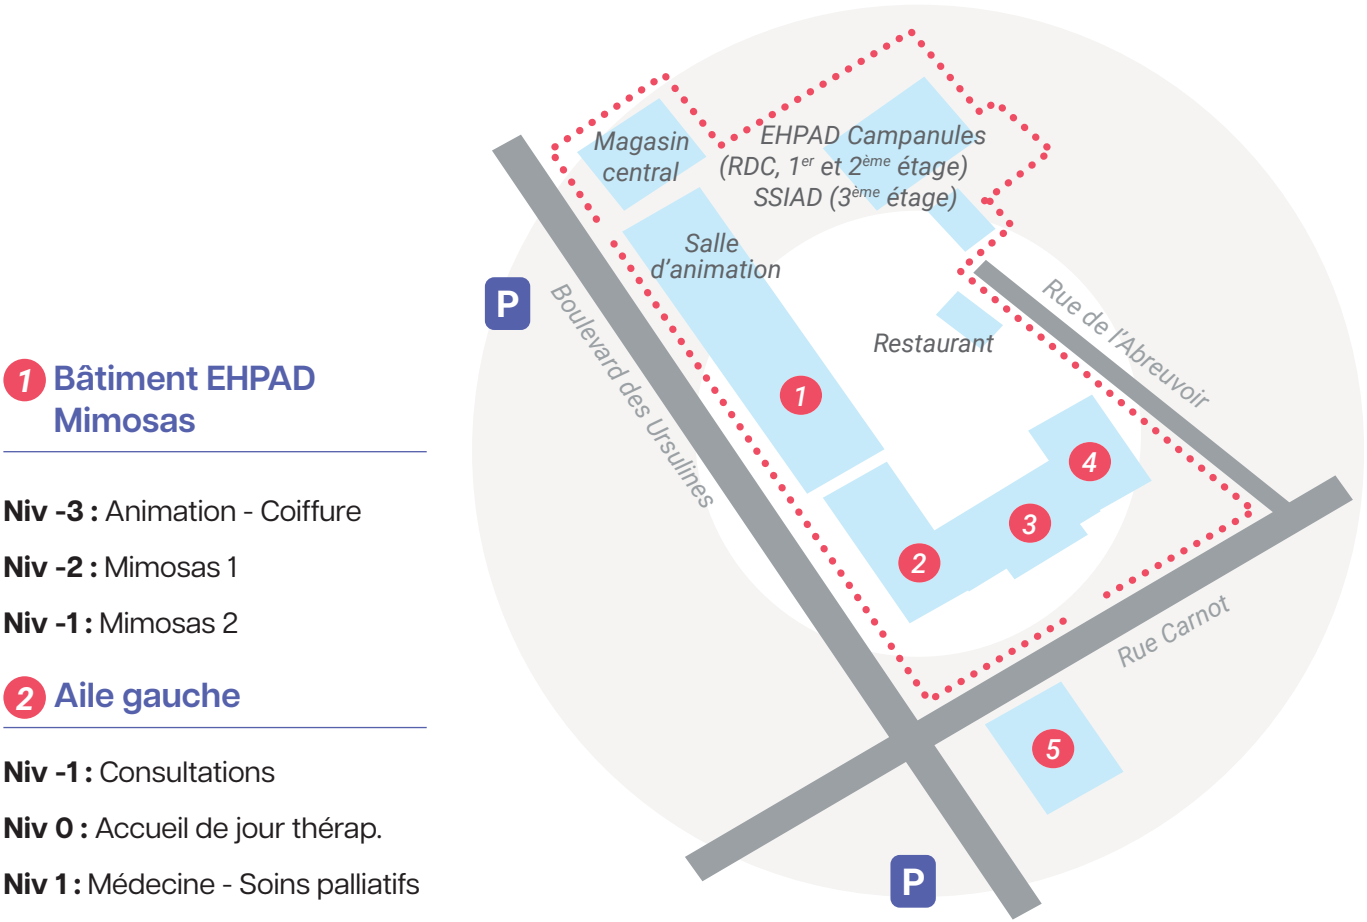 1 Bâtiment EHPAD
Mimosas
Niv -3 : Animation - Coiffure
Niv -2 : Mimosas 1
Niv -1 : Mimosas 2
2 Aile gauche
Niv -1 : Consultations
Niv 0 : Accueil de jour thérap.
Niv 1 : Médecine - Soins palliatifs
Magasin
central
EHPAD Campanules
(RDC, 1er et 2ème étage)
SSIAD (3ème étage)
Salle
d'animation
P
Boulevard des Ursulines
Restaurant
Rue de l'Abreuvoir
1
4
3
2
Rue Carnot
5
P